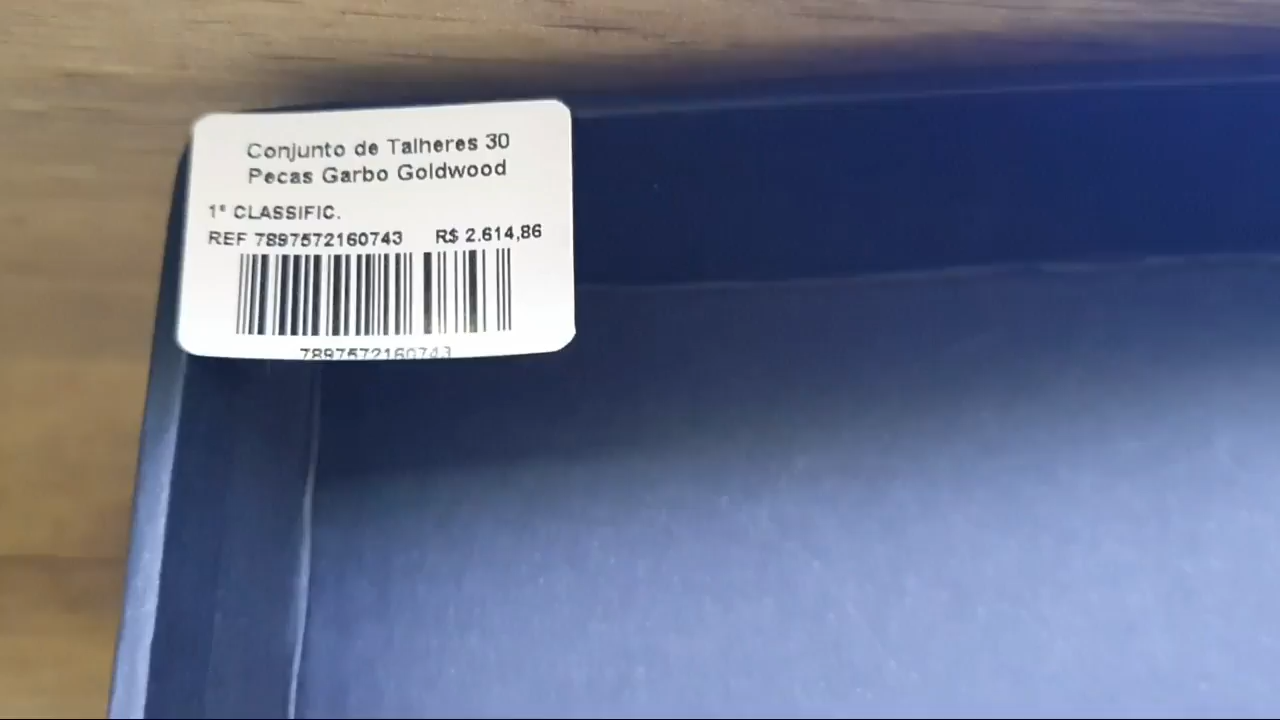 Conjunto de Talheres 30
Pecas Garbo Goldwood
1ª CLASSIFIC.
REF 7897572160743 R$ 2.614,86
7897572160743